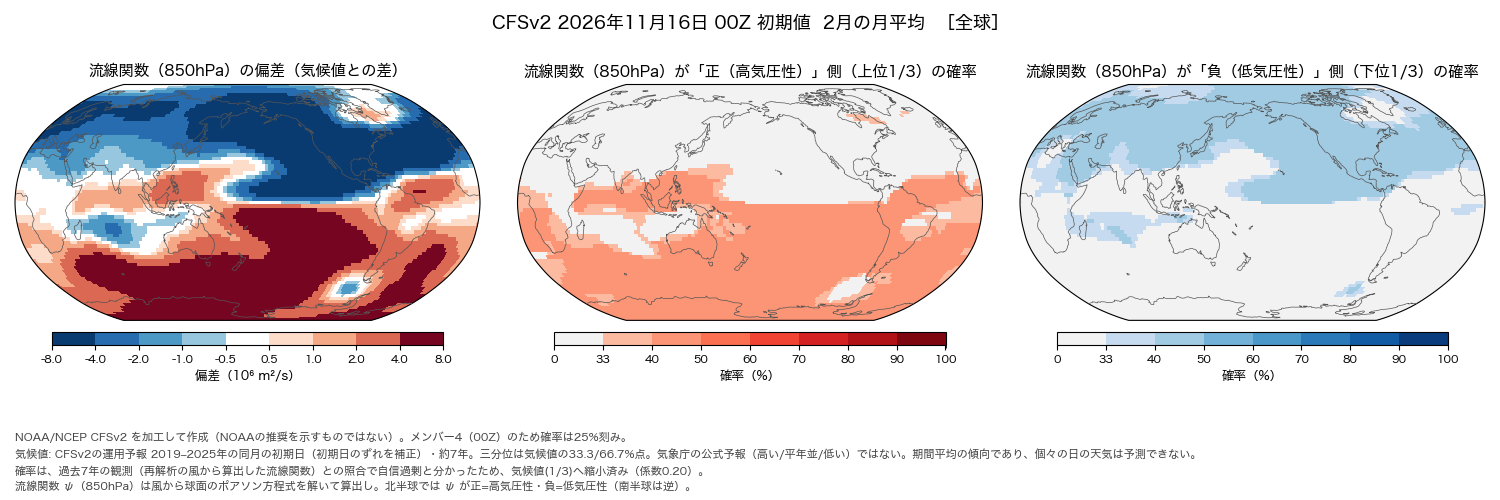 CFSv2 2026年11月16日 00Z 初期値 2月の月平均 ［全球］
流線関数（850hPa）の偏差（気候値との差）
流線関数（850hPa）が「正（高気圧性）」側（上位1/3）の確率
流線関数（850hPa）が「負（低気圧性）」側（下位1/3）の確率
-8.0 -4.0 -2.0 -1.0 -0.5 0.5 1.0 2.0 4.0 8.0
偏差（10⁶ m²/s）
0 33 40 50 60 70 80 90 100
確率（%）
0 33 40 50 60 70 80 90 100
確率（%）
NOAA/NCEP CFSv2 を加工して作成（NOAAの推奨を示すものではない）。メンバー4（00Z）のため確率は25%刻み。
気候値: CFSv2の運用予報 2019–2025年の同月の初期日（初期日のずれを補正）・約7年。三分位は気候値の33.3/66.7%点。気象庁の公式予報（高い/平年並/低い）ではない。期間平均の傾向であり、個々の日の天気は予測できない。
確率は、過去7年の観測（再解析の風から算出した流線関数）との照合で自信過剰と分かったため、気候値(1/3)へ縮小済み（係数0.20）。
流線関数 ψ（850hPa）は風から球面のポアソン方程式を解いて算出し。北半球では ψ が正=高気圧性・負=低気圧性（南半球は逆）。